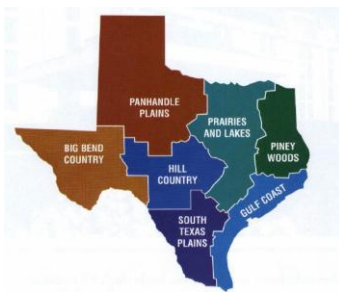 PANHANDLE
PLAINS
PRAIRIES
AND LAKES
BIG BEND
COUNTRY
PINEY
WOODS
HILL
COUNTRY
GULF COAST
SOUTH
TEXAS
PLAINS